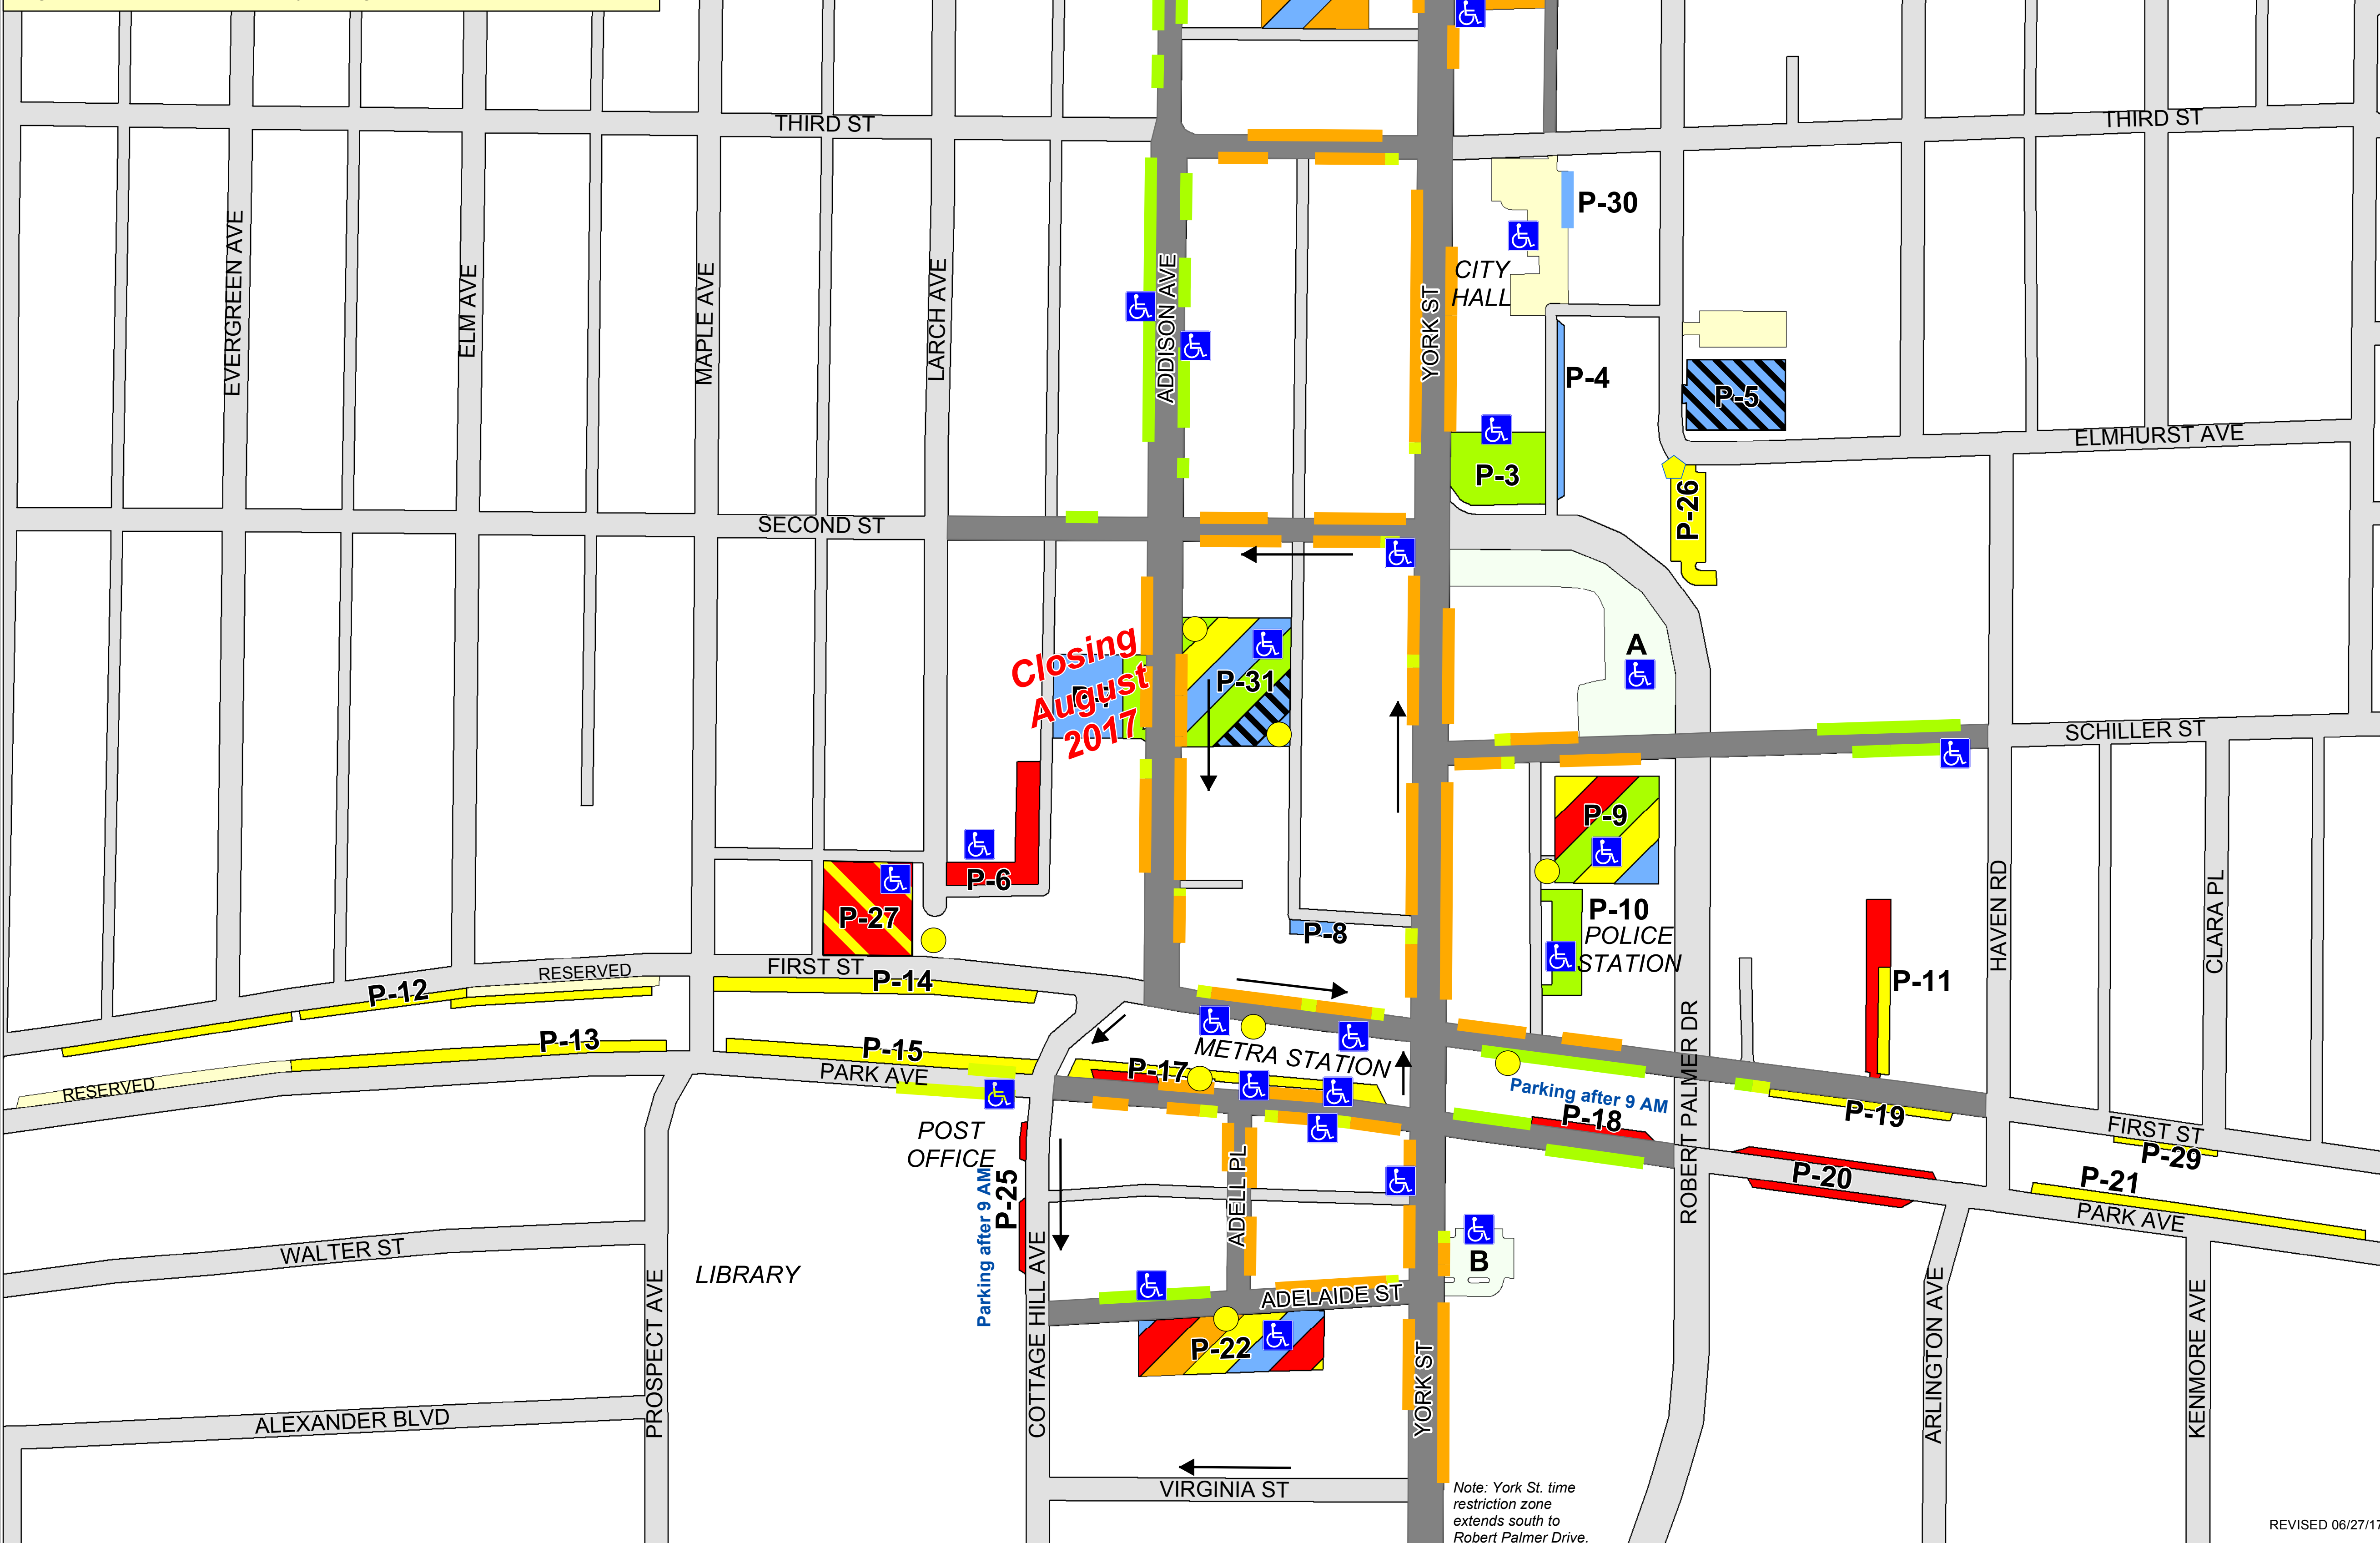 THIRD ST
THIRD ST
P-30
CITY
HALL
EVERGREEN AVE
ELM AVE
MAPLE AVE
LARCH AVE
ADDISON AVE
YORK ST
P-4
P-5
ELMHURST AVE
P-3
P-26
SECOND ST
A
Closing
August
2017
P-31
SCHILLER ST
P-9
P-6
P-27
P-8
P-10
POLICE
STATION
P-11
HAVEN RD
CLARA PL
FIRST ST
RESERVED
P-14
P-12
P-13
P-15
METRA STATION
P-17
PARK AVE
RESERVED
ROBERT PALMER DR
Parking after 9 AM
P-18
P-19
FIRST ST
P-29
POST
OFFICE
P-25
Parking after 9 AM
ADELL PL
P-20
P-21
PARK AVE
WALTER ST
LIBRARY
B
ADELAIDE ST
P-22
PROSPECT AVE
COTTAGE HILL AVE
YORK ST
ARLINGTON AVE
KENMORE AVE
ALEXANDER BLVD
VIRGINIA ST
Note: York St. time
restriction zone
extends south to
Robert Palmer Drive.
REVISED 06/27/17